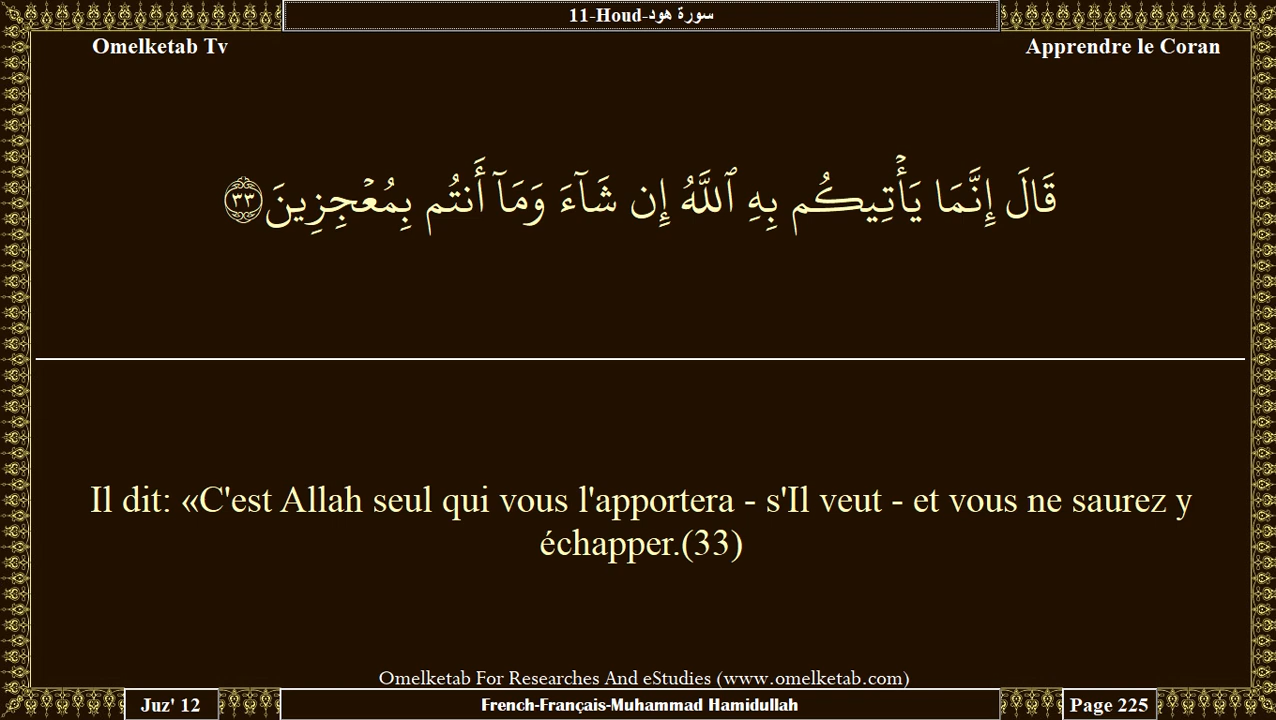 11-Houd-سورة هود
Omelketab Tv
Apprendre le Coran
قَالَ إِنَّمَا يَأۡتِيكُم بِهِ ٱللَّهُ إِن شَآءَ وَمَآ أَنتُم بِمُعۡجِزِينَ ٣٣
Il dit: «C'est Allah seul qui vous l'apportera - s'Il veut - et vous ne saurez y
échapper.(33)
Omelketab For Researches And eStudies (www.omelketab.com)
Juz' 12
French-Français-Muhammad Hamidullah
Page 225